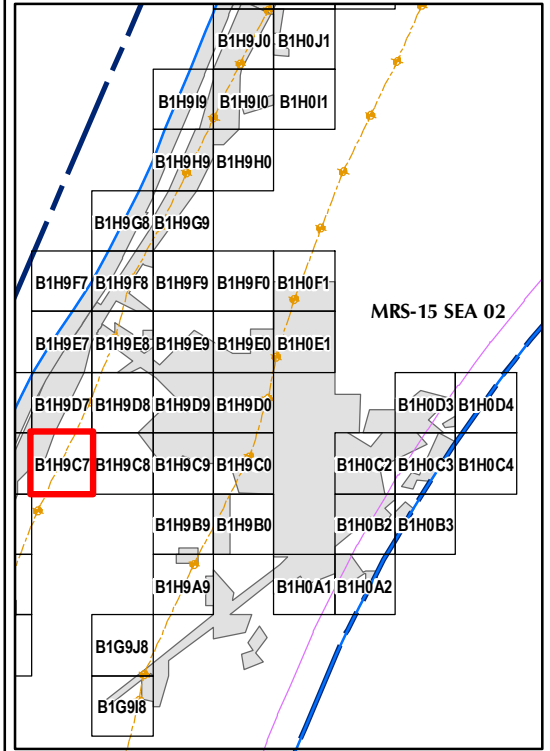 B1H9J0 B1H0J1
B1H9I9 B1H9I0 B1H0I1
B1H9H9 B1H9H0
B1H9G8 B1H9G9
B1H9F7 B1H9F8 B1H9F9 B1H9F0 B1H0F1
MRS-15 SEA 02
B1H9E7 B1H9E8 B1H9E9 B1H9E0 B1H0E1
B1H9D7 B1H9D8 B1H9D9 B1H9D0 B1H0D3 B1H0D4
B1H9C7 B1H9C8 B1H9C9 B1H9C0 B1H0C2 B1H0C3 B1H0C4
B1H9B9 B1H9B0 B1H0B2 B1H0B3
B1H9A9 B1H0A1 B1H0A2
B1G9J8
B1G9I8